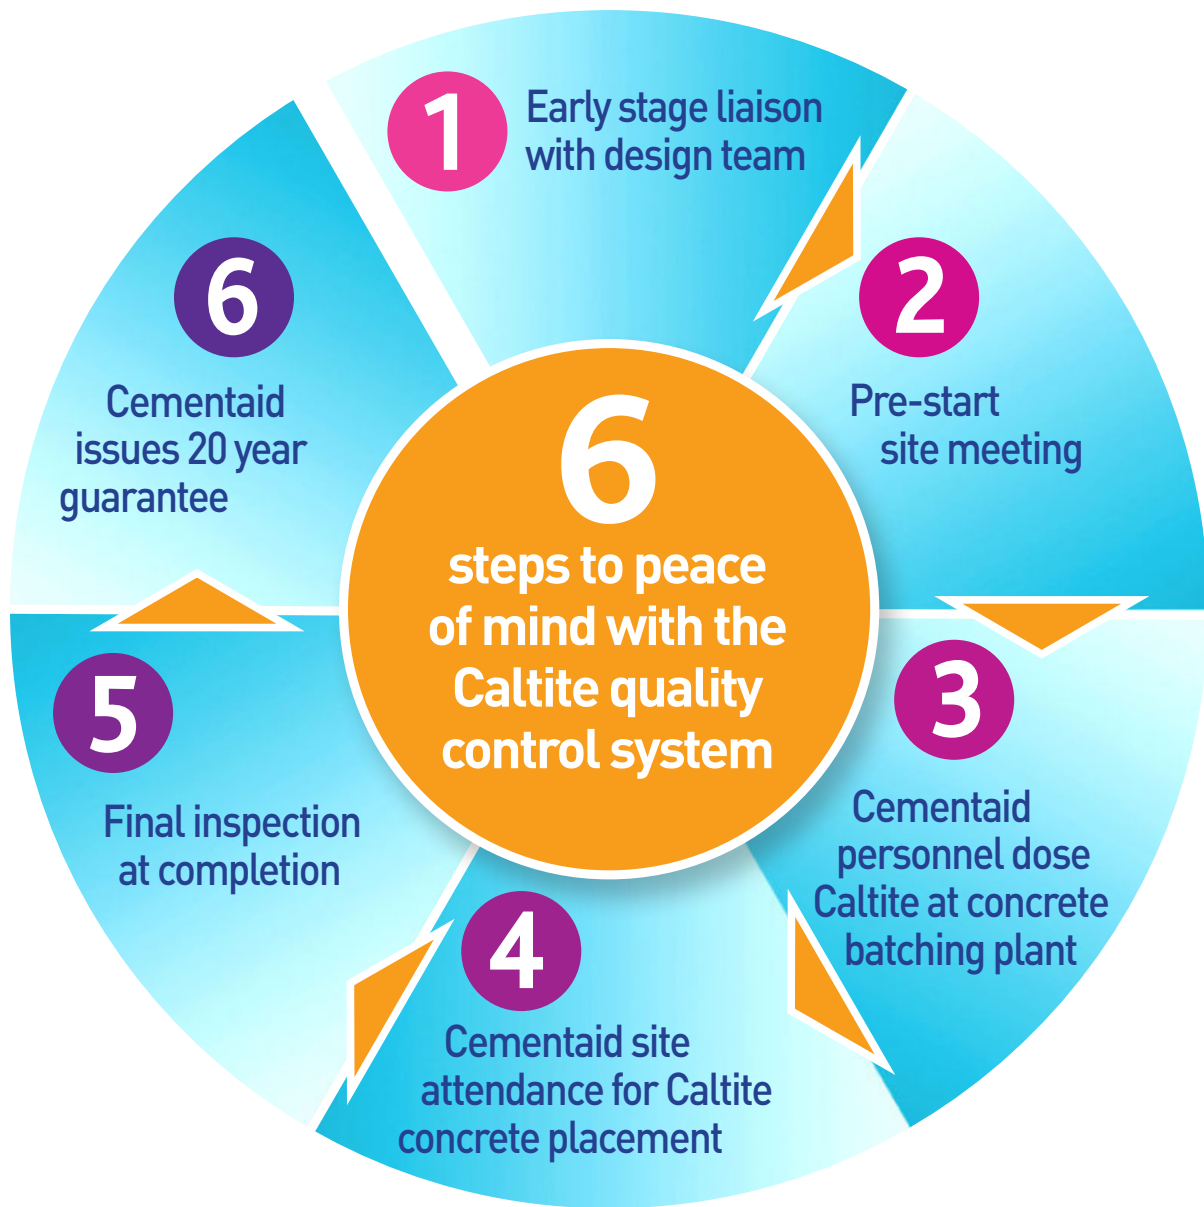 6
steps to peace
of mind with the
Caltite quality
control system
1
Early stage liaison
with design team
2
Pre-start
site meeting
3
Cementaid
personnel dose
Caltite at concrete
batching plant
4
Cementaid site
attendance for Caltite
concrete placement
5
Final inspection
at completion
6
Cementaid
issues 20 year
guarantee